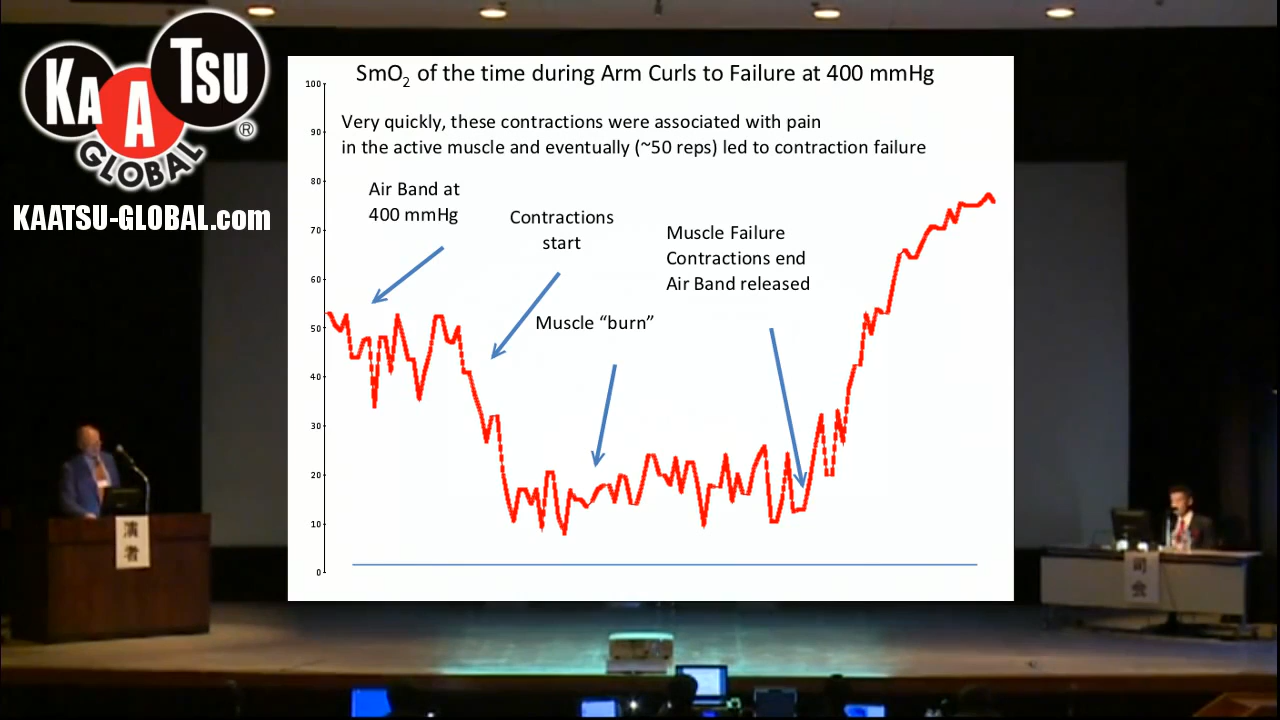 KA
A
TSU
®
GLOBAL
KAATSU-GLOBAL.com
SmO2 of the time during Arm Curls to Failure at 400 mmHg
Very quickly, these contractions were associated with pain
in the active muscle and eventually (~50 reps) led to contraction failure
Air Band at
400 mmHg
Contractions
start
Muscle Failure
Contractions end
Air Band released
Muscle “burn”
100
90
80
70
60
50
40
30
20
10
0
演者
司会